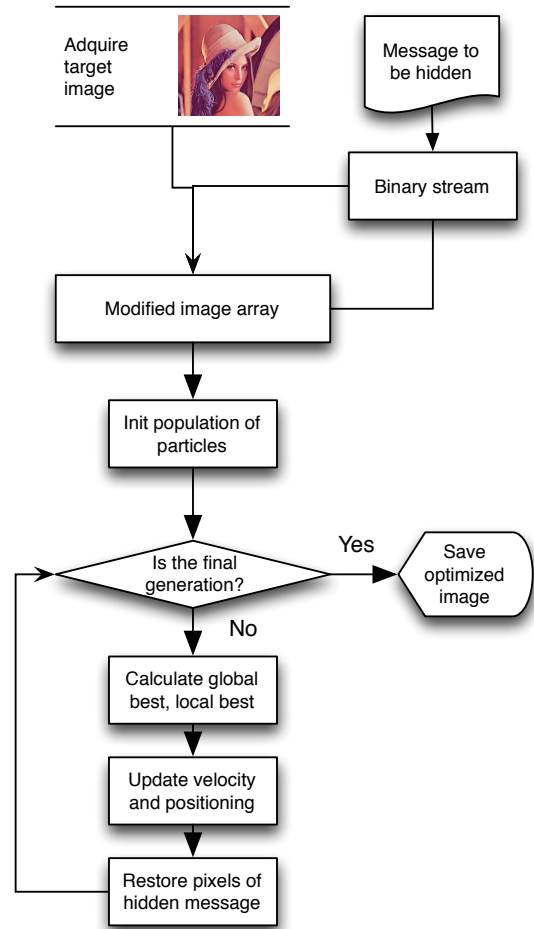 Adquire
target
image
Message to
be hidden
Binary stream
Modified image array
Init population of
particles
Is the final
generation?
Yes
Save
optimized
image
No
Calculate global
best, local best
Update velocity
and positioning
Restore pixels of
hidden message